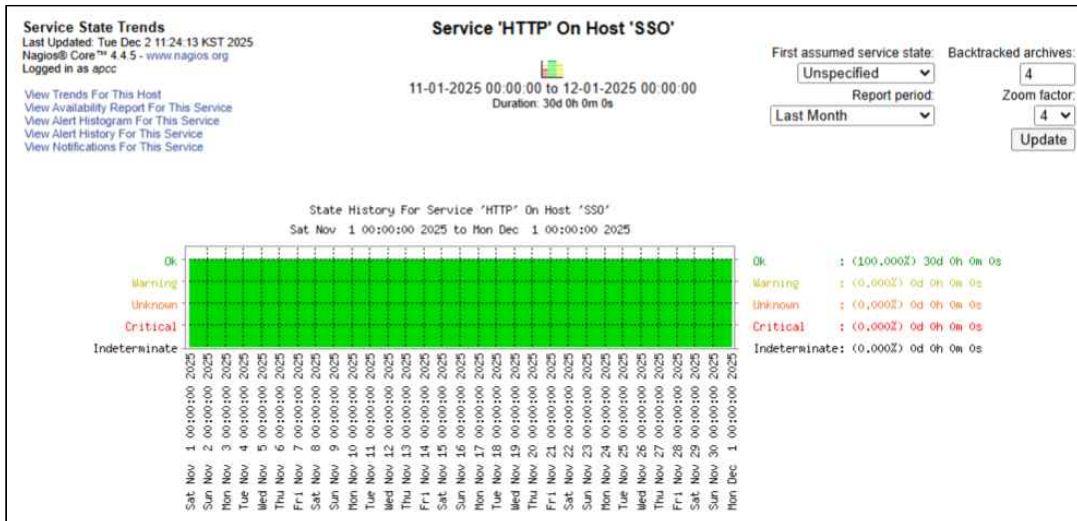 Service State Trends
Last Updated: Tue Dec 2 11:24:13 KST 2025
Nagios® Core™ 4.4.5 - www.nagios.org
Logged in as apcc
View Trends For This Host
View Availability Report For This Service
View Alert Histogram For This Service
View Alert History For This Service
View Notifications For This Service
Service 'HTTP' On Host 'SSO'
11-01-2025 00:00:00 to 12-01-2025 00:00:00
Duration: 30d 0h 0m 0s
First assumed service state:
Unspecified
Backtracked archives:
4
Report period:
Last Month
Zoom factor:
4
Update
State History For Service 'HTTP' On Host 'SSO'
Sat Nov 1 00:00:00 2025 to Mon Dec 1 00:00:00 2025
Ok
Warning
Unknown
Critical
Indeterminate
Ok : (100.000%) 30d 0h 0m 0s
Warning : (0.000%) 0d 0h 0m 0s
Unknown : (0.000%) 0d 0h 0m 0s
Critical : (0.000%) 0d 0h 0m 0s
Indeterminate: (0.000%) 0d 0h 0m 0s
Sat Nov 1 00:00:00 2025
Sun Nov 2 00:00:00 2025
Mon Nov 3 00:00:00 2025
Tue Nov 4 00:00:00 2025
Wed Nov 5 00:00:00 2025
Thu Nov 6 00:00:00 2025
Fri Nov 7 00:00:00 2025
Sat Nov 8 00:00:00 2025
Sun Nov 9 00:00:00 2025
Mon Nov 10 00:00:00 2025
Tue Nov 11 00:00:00 2025
Wed Nov 12 00:00:00 2025
Thu Nov 13 00:00:00 2025
Fri Nov 14 00:00:00 2025
Sat Nov 15 00:00:00 2025
Sun Nov 16 00:00:00 2025
Mon Nov 17 00:00:00 2025
Tue Nov 18 00:00:00 2025
Wed Nov 19 00:00:00 2025
Thu Nov 20 00:00:00 2025
Fri Nov 21 00:00:00 2025
Sat Nov 22 00:00:00 2025
Sun Nov 23 00:00:00 2025
Mon Nov 24 00:00:00 2025
Tue Nov 25 00:00:00 2025
Wed Nov 26 00:00:00 2025
Thu Nov 27 00:00:00 2025
Fri Nov 28 00:00:00 2025
Sat Nov 29 00:00:00 2025
Sun Nov 30 00:00:00 2025
Mon Dec 1 00:00:00 2025